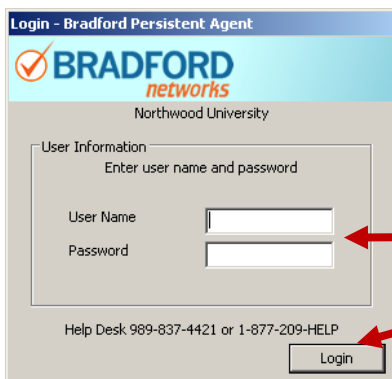 Login - Bradford Persistent Agent
BRADFORD
networks
Northwood University
User Information
Enter user name and password
User Name
Password
Help Desk 989-837-4421 or 1-877-209-HELP
Login